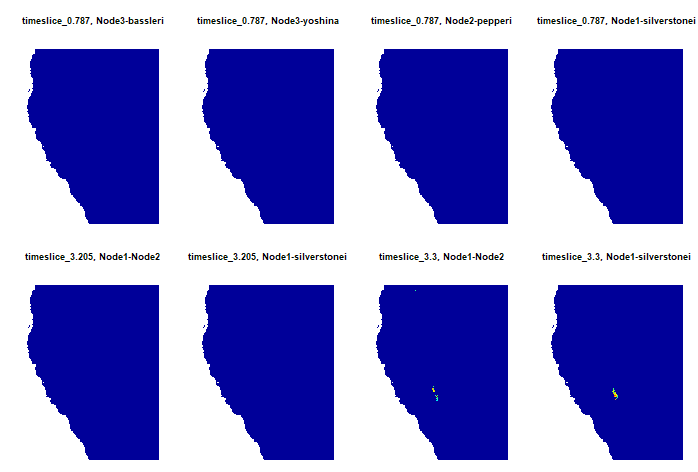 timeslice_0.787, Node3-bassleri
timeslice_0.787, Node3-yoshina
timeslice_0.787, Node2-pepperi
timeslice_0.787, Node1-silverstonei
timeslice_3.205, Node1-Node2
timeslice_3.205, Node1-silverstonei
timeslice_3.3, Node1-Node2
timeslice_3.3, Node1-silverstonei